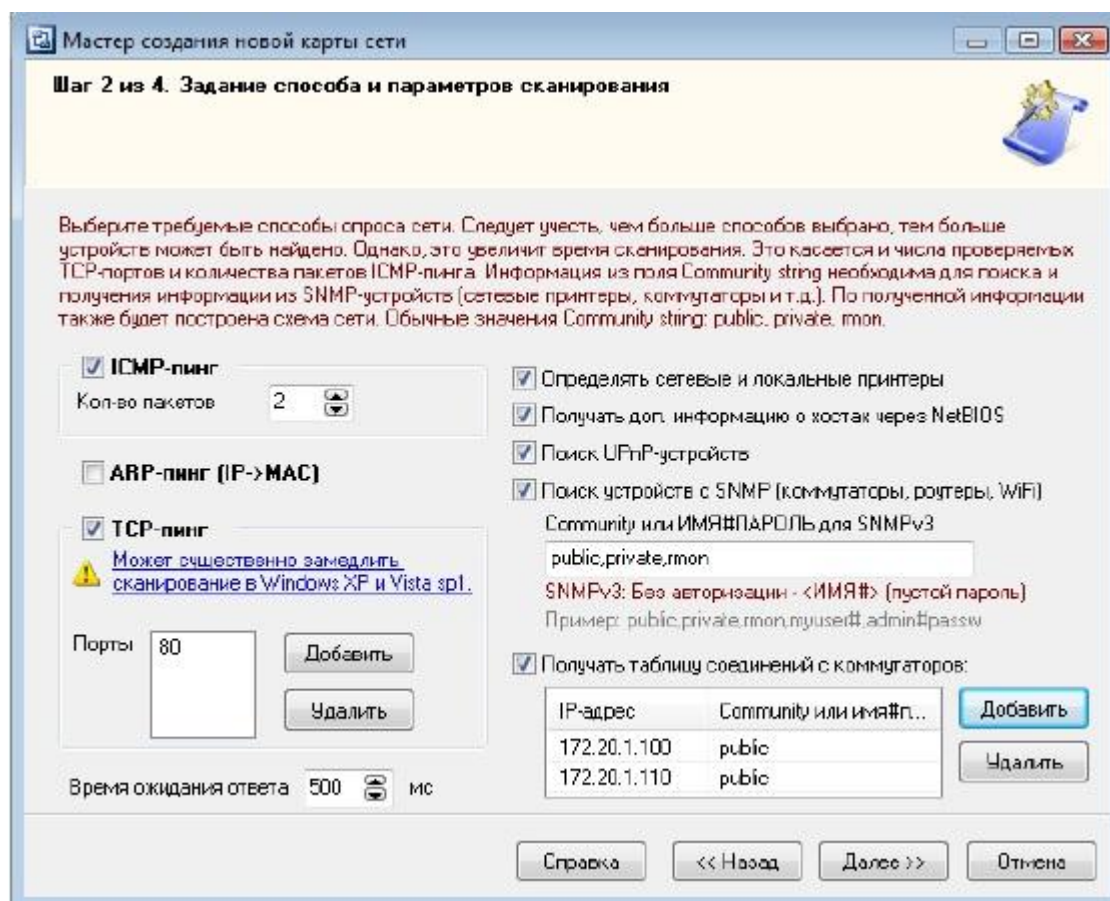 Мастер создания новой карты сети
Шаг 2 из 4. Задание способа и параметров сканирования
Выберите требуемые способы опроса сети. Следует учесть, чем больше способов выбрано, тем больше
устройств может быть найдено. Однако, это увеличит время сканирования. Это касается и числа проверяемых
TCP-портов и количества пакетов ICMP-пинга. Информация из поля Community string необходима для поиска и
получения информации из SNMP-устройств (сетевые принтеры, коммутаторы и т.д.). По полученной информации
также будет построена схема сети. Обычные значения Community string: public, private, rmon.
ICMP-пинг
Кол-во пакетов 2
ARP-пинг (IP->MAC)
TCP-пинг
Может существенно замедлить
сканирование в Windows XP и Vista sp1.
Порты 80
Добавить
Удалить
Время ожидания ответа 500 мс
Определять сетевые и локальные принтеры
Получать доп. информацию о хостах через NetBIOS
Поиск UPnP-устройств
Поиск устройств с SNMP (коммутаторы, роутеры, WiFi)
Community или ИМЯ#ПАРОЛЬ для SNMPv3
public,private,rmon
SNMPv3: Без авторизации - <ИМЯ#> (пустой пароль)
Пример: public,private,rmon,myuser#,admin#passw
Получать таблицу соединений с коммутаторов:
IP-адрес Community или имя#п...
172.20.1.100 public
172.20.1.110 public
Добавить
Удалить
Справка << Назад Далее >> Отмена